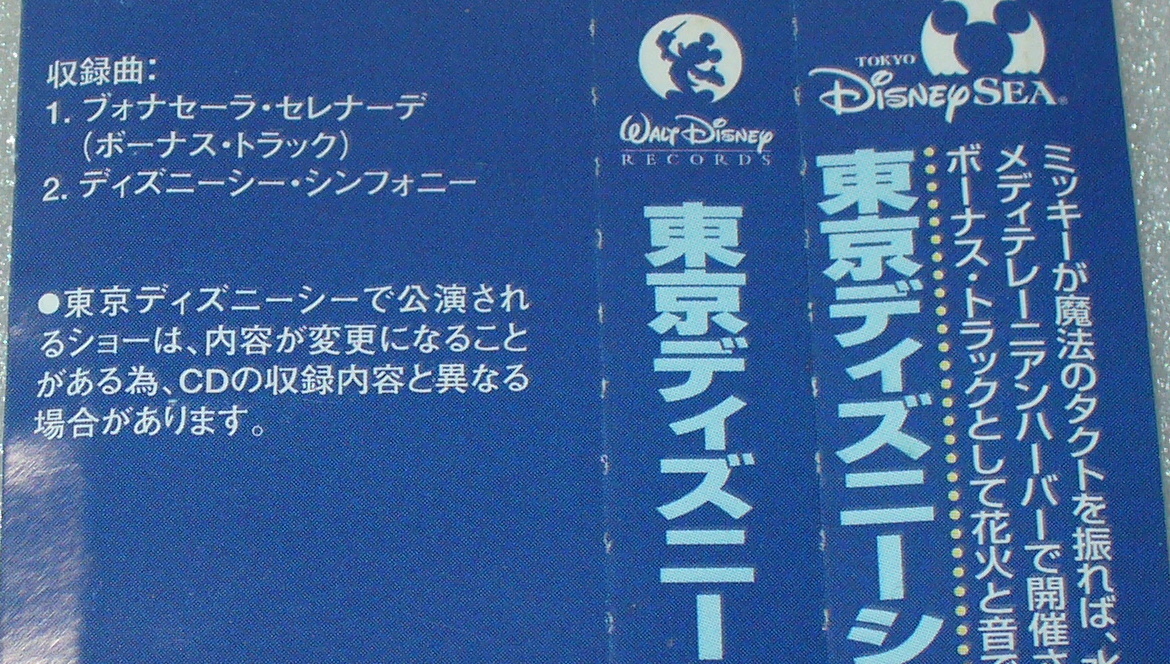 収録曲:
1. ブォナセーラ・セレナーデ
(ボーナス・トラック)
2. ディズニーシー・シンフォニー
●東京ディズニーシーで公演され
るショーは、内容が変更になること
がある為、CDの収録内容と異なる
場合があります。
WALT DISNEY
RECORDS
東京ディズニー
TOKYO
DISNEY SEA®
東京ディズニーシ
ミッキーが魔法のタクトを振れば、
メディテレーニアンハーバーで開催さ
ボーナス・トラックとして花火と音で